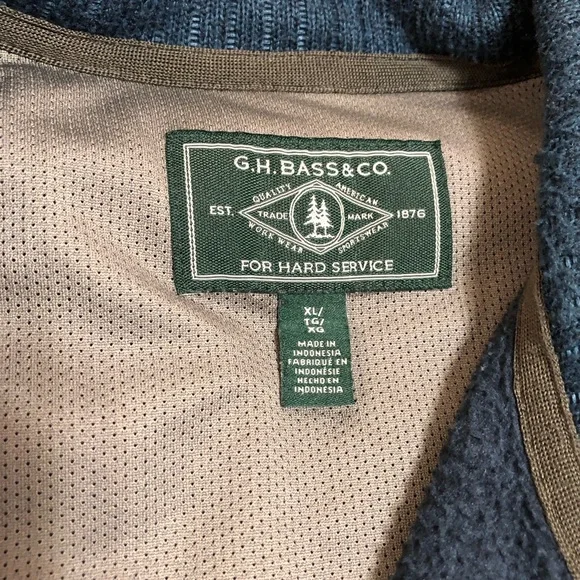 G.H. BASS & CO.
QUALITY AMERICAN
EST. TRADE MARK 1876
WORK WEAR SPORTSWEAR
FOR HARD SERVICE
XL/
TG/
XG
MADE IN
INDONESIA
FABRIQUÉ EN
INDONÉSIE
HECHO EN
INDONESIA